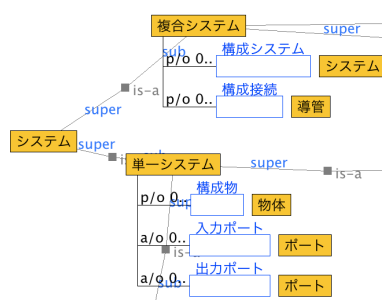 複合システム
super
sub
構成システム
p/o 0..
システム
is-a
構成接続
super
p/o 0..
導管
システム
super
単一システム
super
is-a
構成物
p/o 0..
物体
入力ポート
a/o 0..
ポート
出力ポート
a/o 0..
ポート
sub